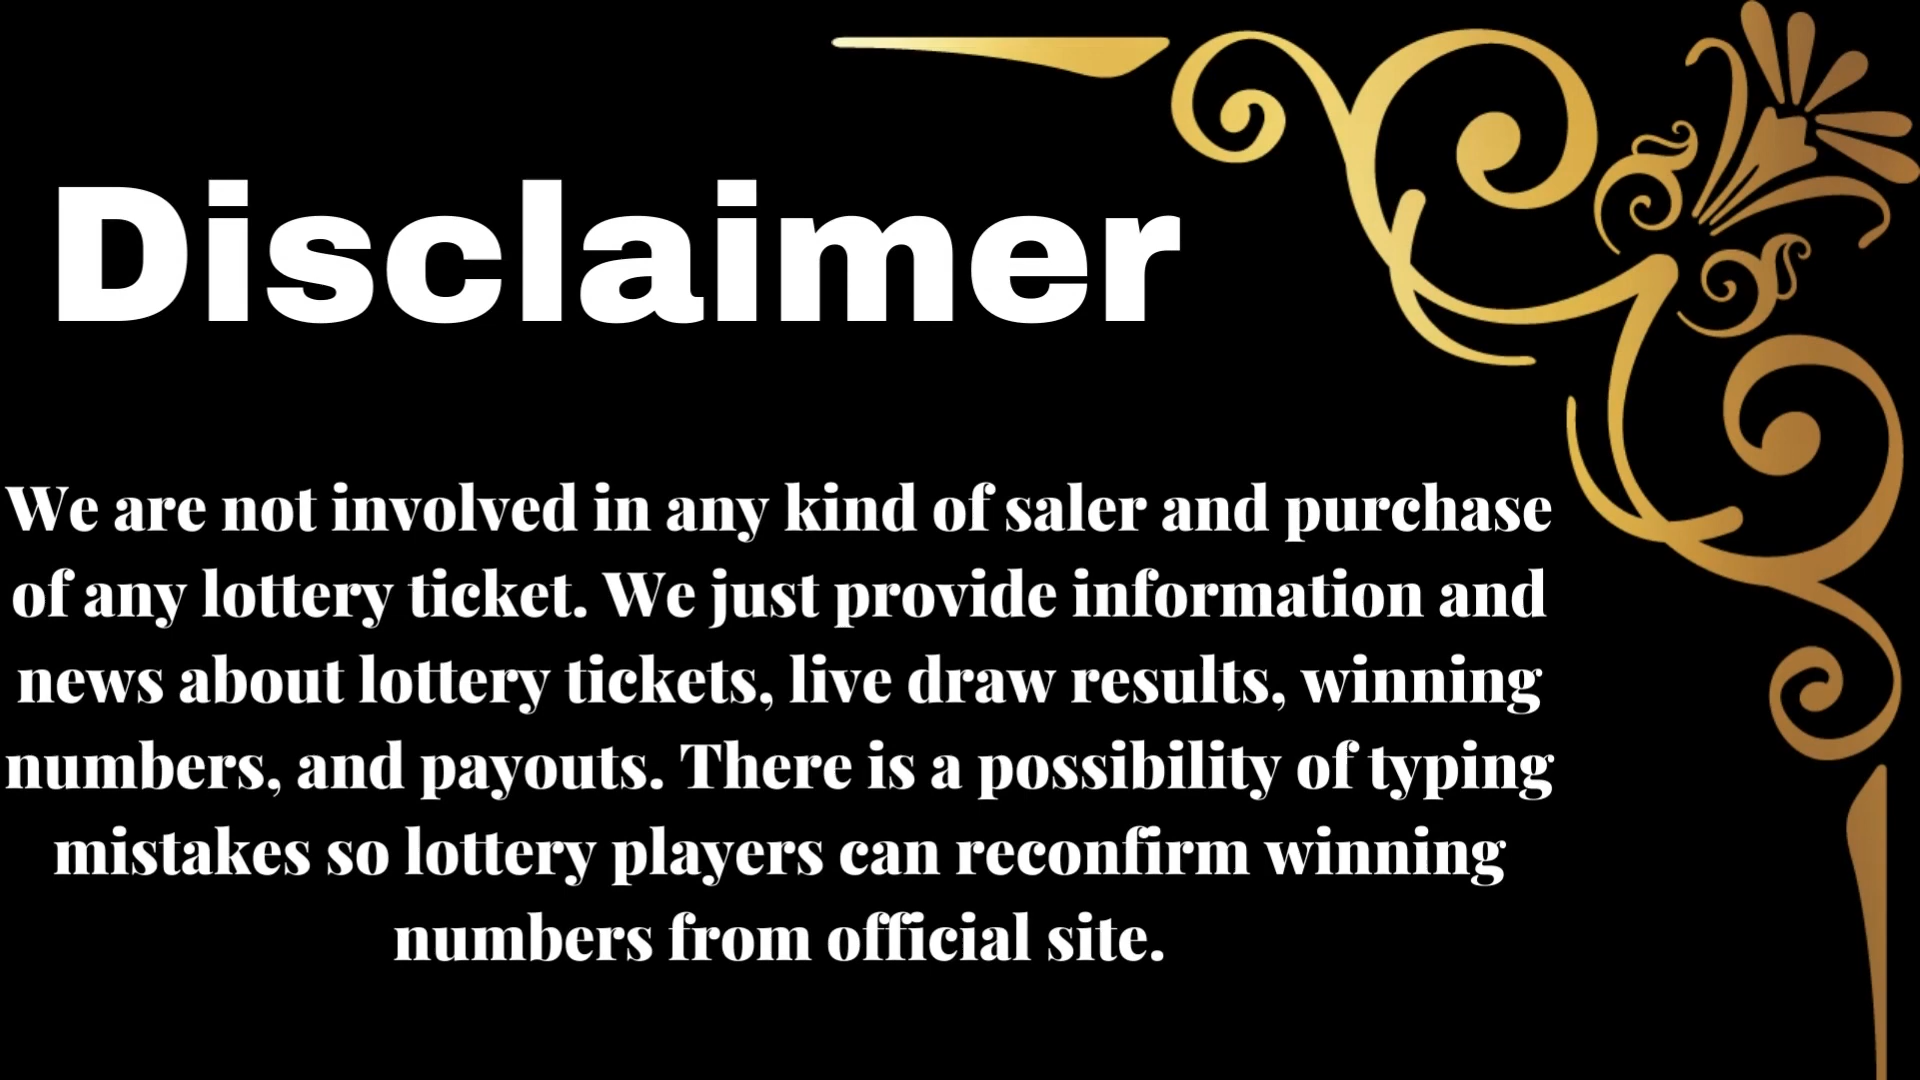 Disclaimer
We are not involved in any kind of saler and purchase
of any lottery ticket. We just provide information and
news about lottery tickets, live draw results, winning
numbers, and payouts. There is a possibility of typing
mistakes so lottery players can reconfirm winning
numbers from official site.